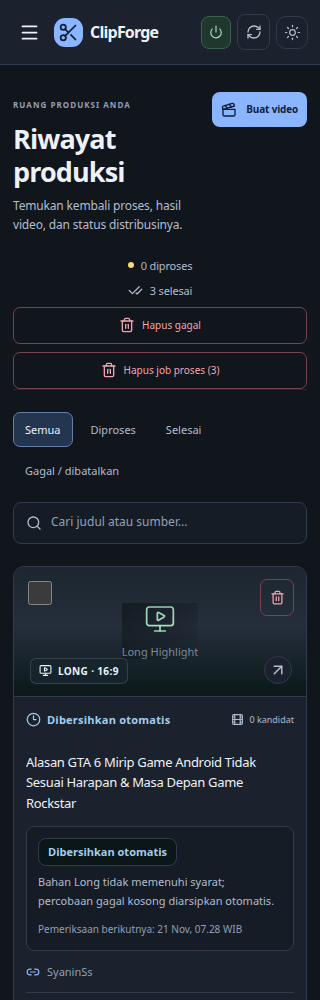 ClipForge
RUANG PRODUKSI ANDA
Buat video
Riwayat
produksi
Temukan kembali proses, hasil
video, dan status distribusinya.
0 diproses
3 selesai
Hapus gagal
Hapus job proses (3)
Semua
Diproses
Selesai
Gagal / dibatalkan
Cari judul atau sumber...
Long Highlight
LONG · 16:9
Dibersihkan otomatis
0 kandidat
Alasan GTA 6 Mirip Game Android Tidak
Sesuai Harapan & Masa Depan Game
Rockstar
Dibersihkan otomatis
Bahan Long tidak memenuhi syarat;
percobaan gagal kosong diarsipkan otomatis.
Pemeriksaan berikutnya: 21 Nov, 07.28 WIB
SyaninSs